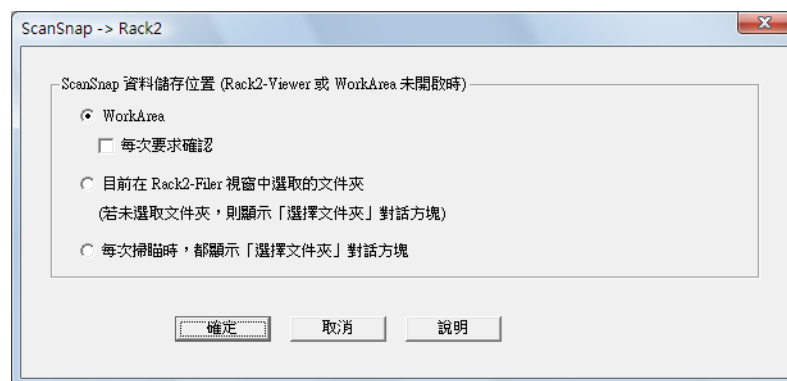 ScanSnap -> Rack2
ScanSnap 資料儲存位置 (Rack2-Viewer 或 WorkArea 未開啟時)
WorkArea
每次要求確認
目前在 Rack2-Filer 視窗中選取的文件夾
(若未選取文件夾，則顯示「選擇文件夾」對話方塊)
每次掃瞄時，都顯示「選擇文件夾」對話方塊
確定 取消 說明